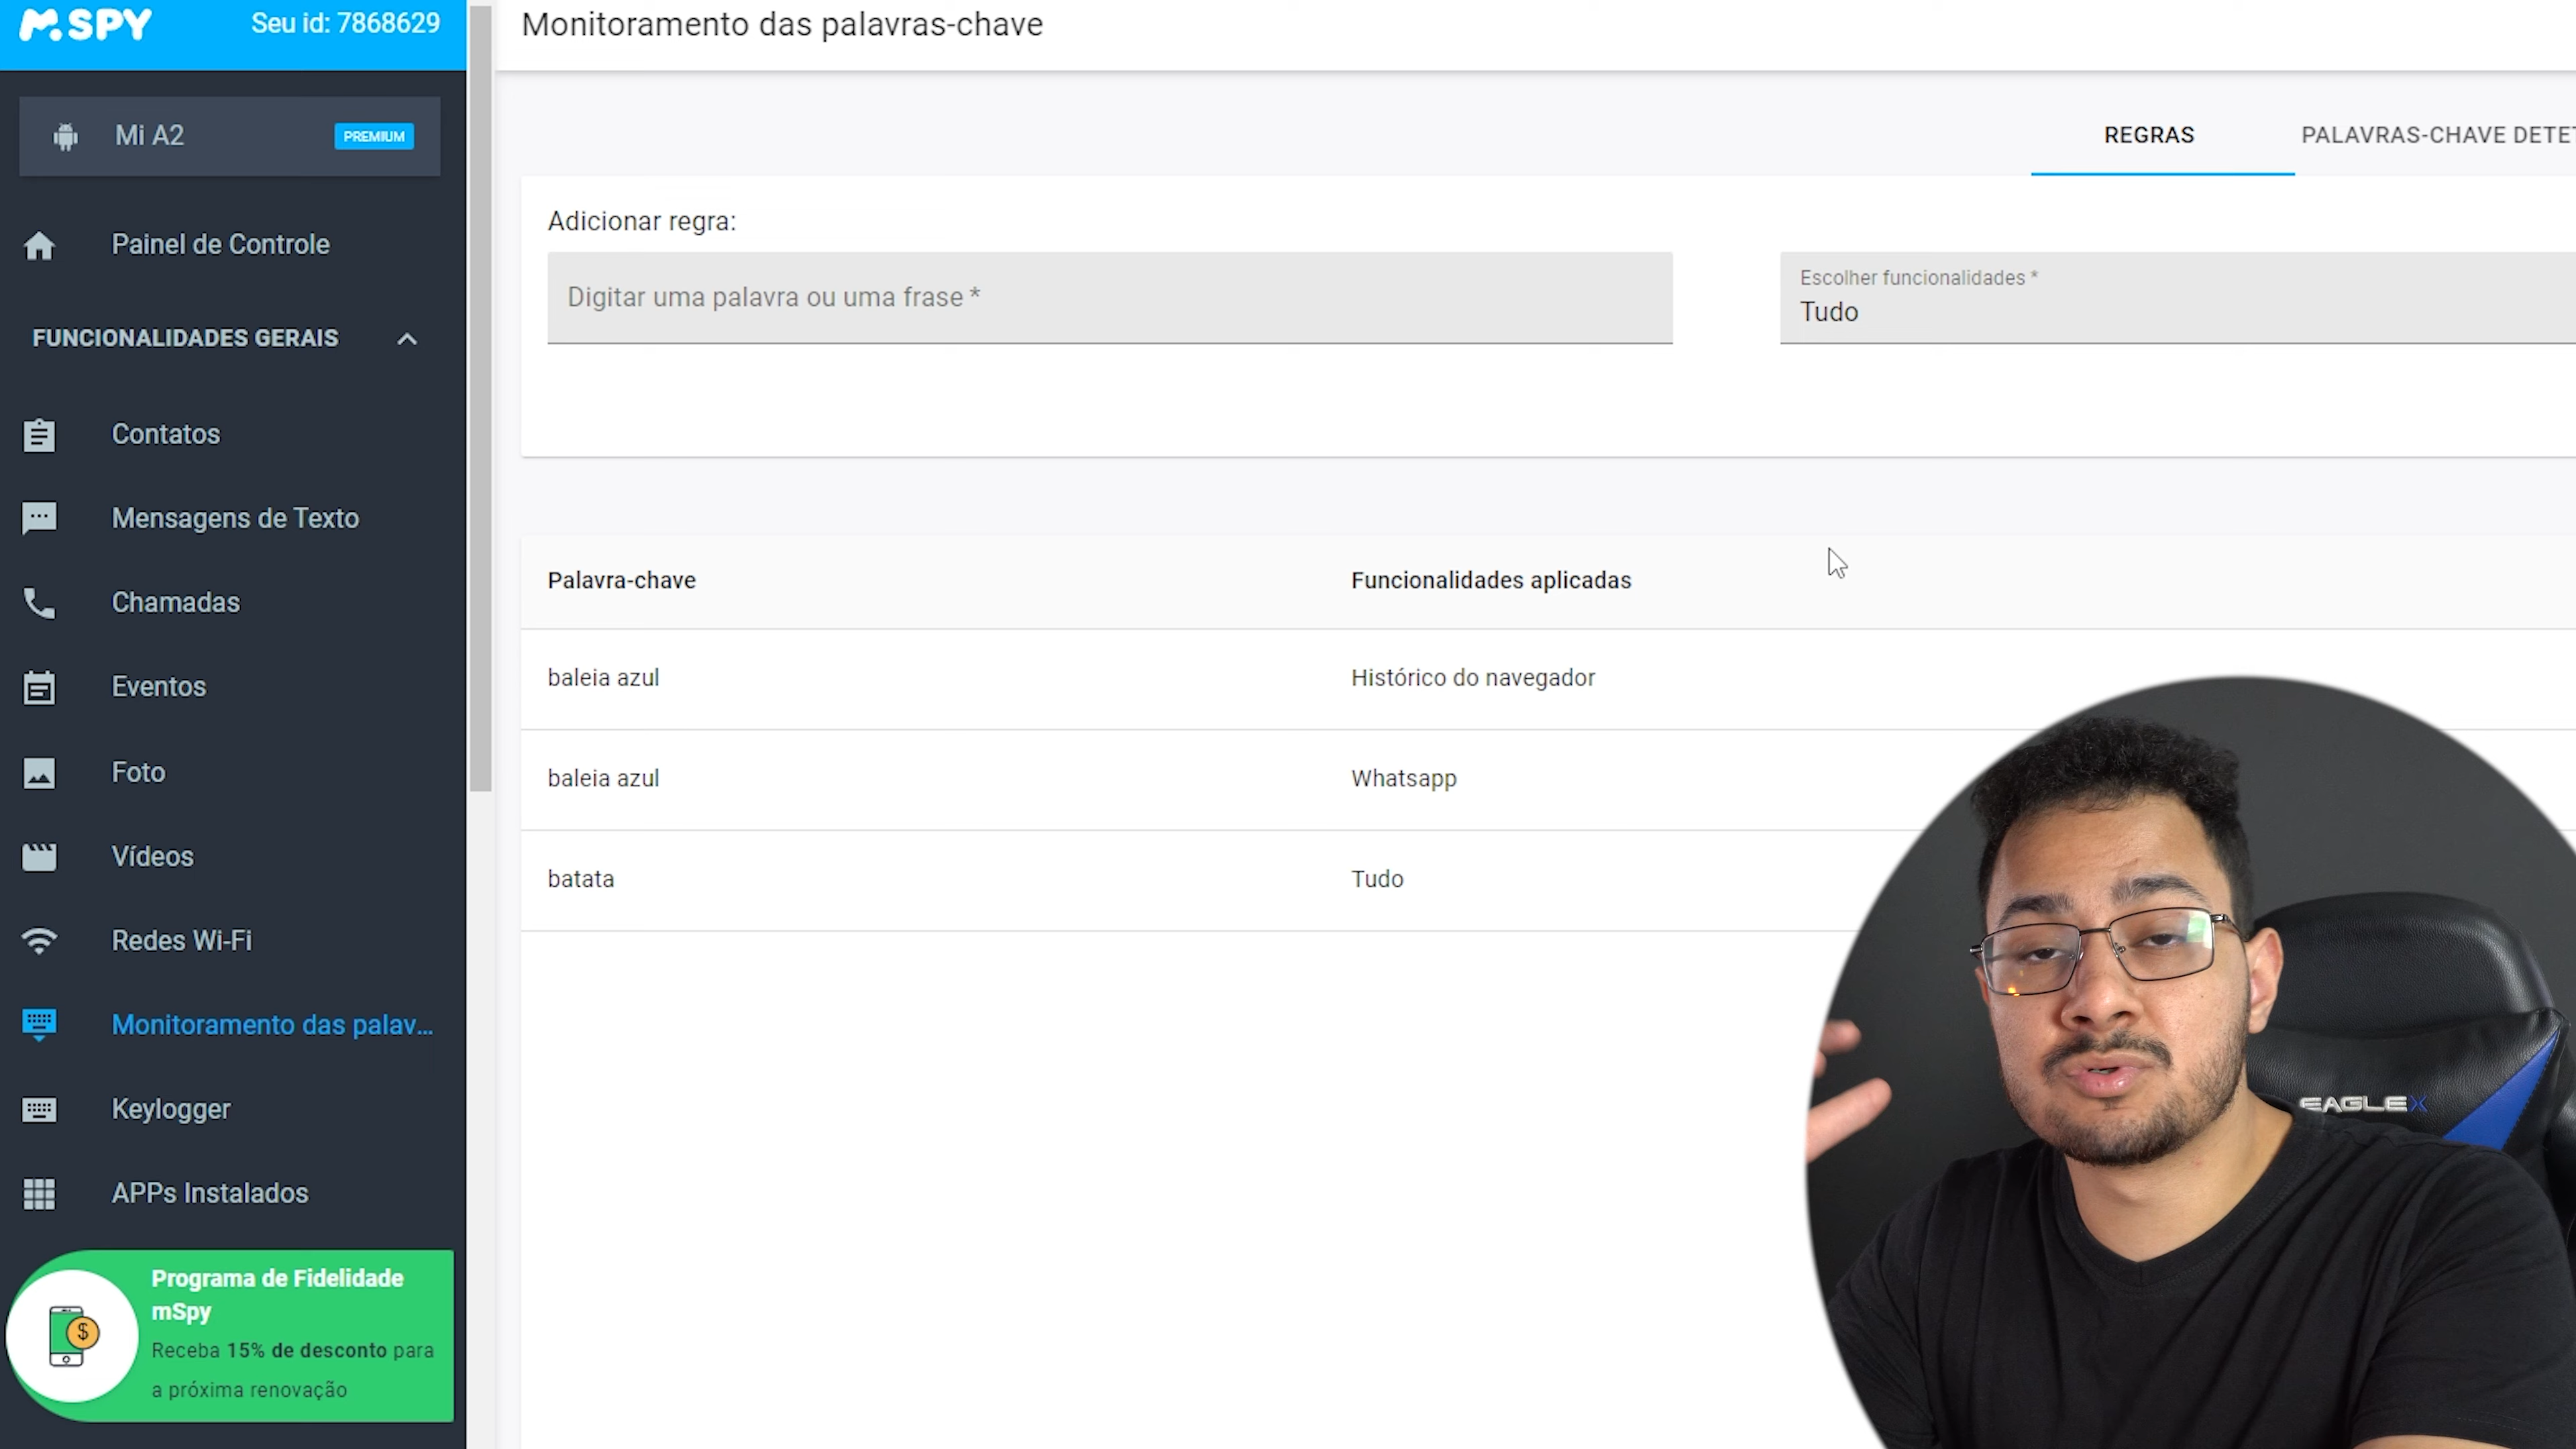 mSPY
Seu id: 7868629
Mi A2
PREMIUM
Painel de Controle
FUNCIONALIDADES GERAIS
Contatos
Mensagens de Texto
Chamadas
Eventos
Foto
Vídeos
Redes Wi-Fi
Monitoramento das palav...
Keylogger
APPs Instalados
Programa de Fidelidade
mSpy
Receba 15% de desconto para
a próxima renovação
Monitoramento das palavras-chave
REGRAS
PALAVRAS-CHAVE DETE
Adicionar regra:
Digitar uma palavra ou uma frase *
Escolher funcionalidades *
Tudo
Palavra-chave
Funcionalidades aplicadas
baleia azul
Histórico do navegador
baleia azul
Whatsapp
batata
Tudo
EAGLEX